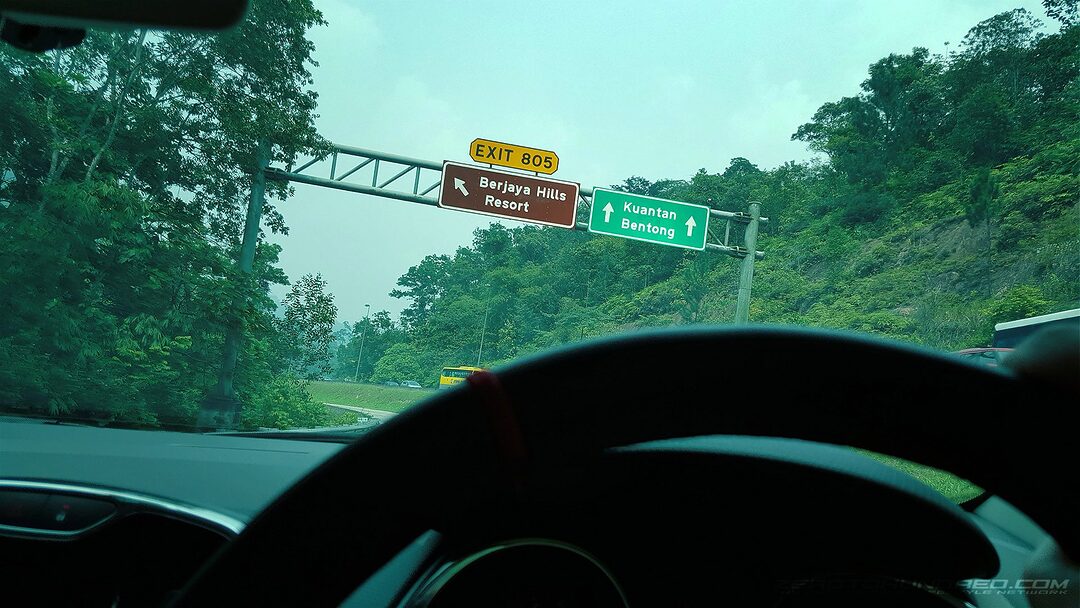 EXIT 805
Berjaya Hills
Resort
Kuantan
Bentong